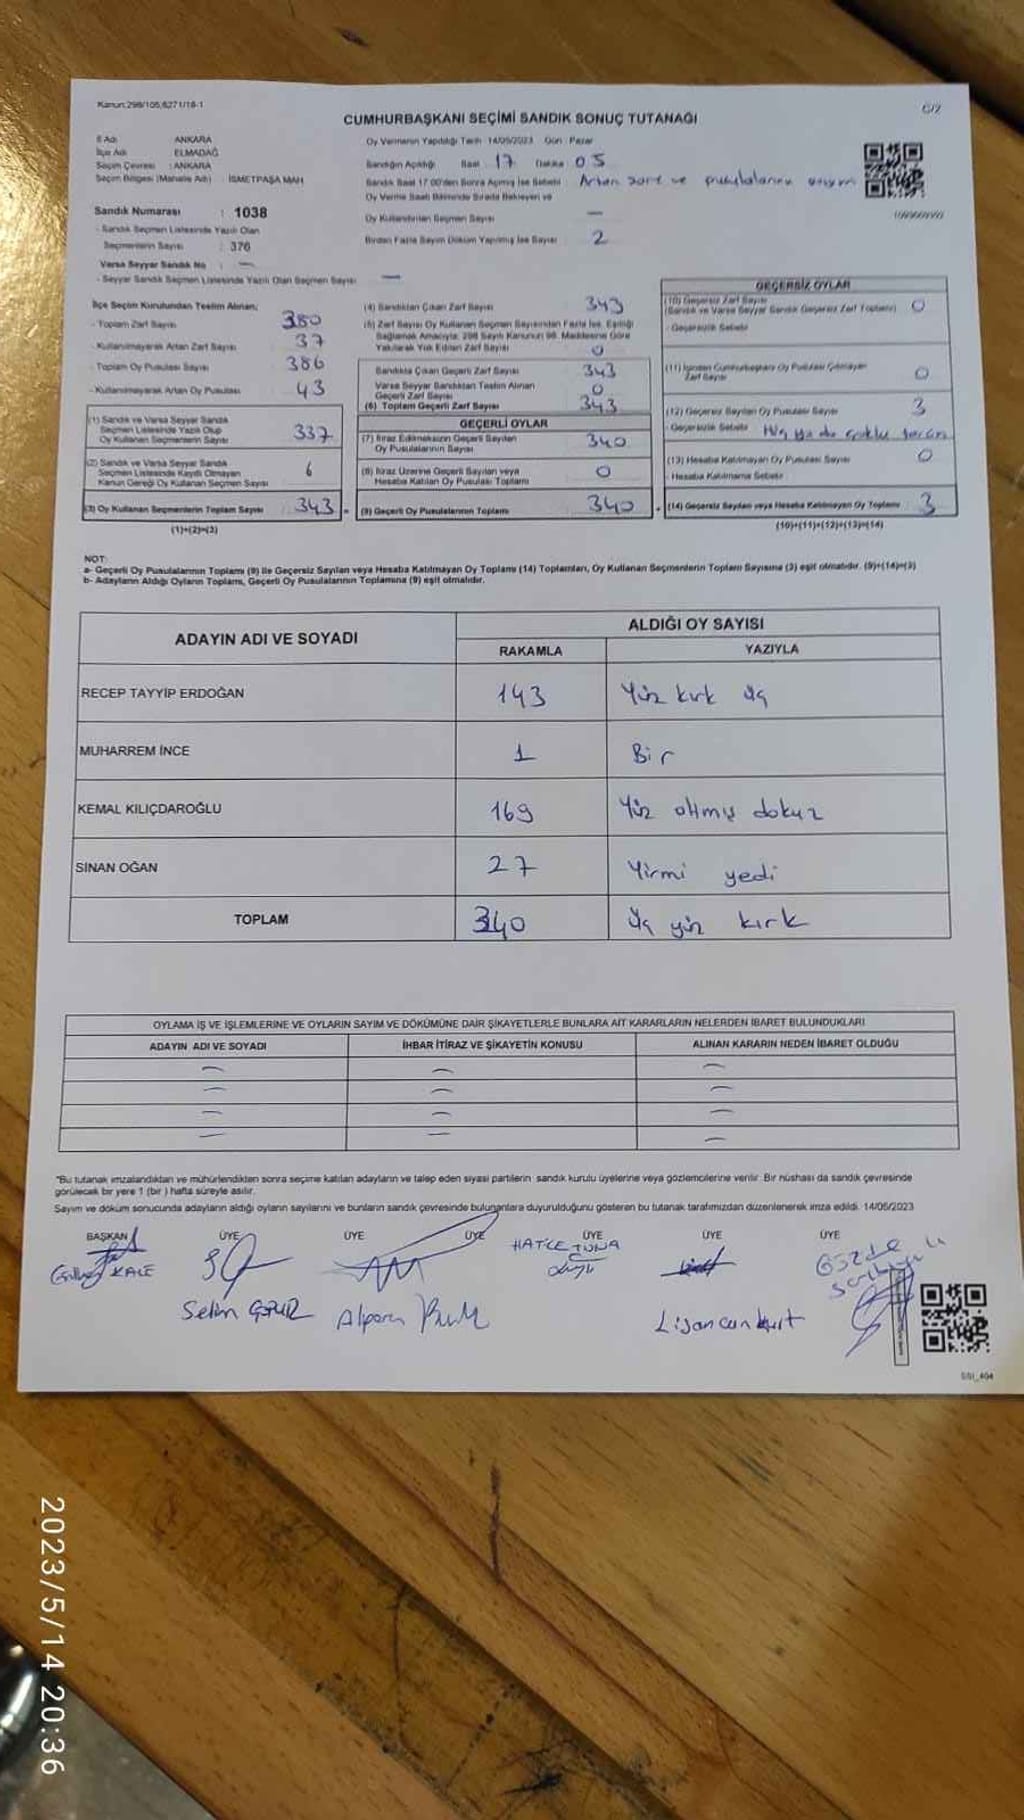 Kanun:298/105,6271/18-1
C/2
CUMHURBAŞKANI SEÇİMİ SANDIK SONUÇ TUTANAĞI
İl Adı : ANKARA
İlçe Adı : ELMADAĞ
Seçim Çevresi : ANKARA
Seçim Bölgesi (Mahalle Adı) : İSMETPAŞA MAH
Oy Vermenin Yapıldığı Tarih 14/05/2023 Gün : Pazar
Sandığın Açıldığı Saat 17 Dakika 05
Sandık Saat 17:00'den Sonra Açılmış İse Sebebi Artan zarf ve pusulaların
Oy Verme Saati Bitiminde Sırada Bekleyen ve
Oy Kullandırılan Seçmen Sayısı —
Birden Fazla Sayım Döküm Yapılmış İse Sayısı 2
Sandık Numarası : 1038
- Sandık Seçmen Listesinde Yazılı Olan
Seçmenlerin Sayısı : 376
Varsa Seyyar Sandık No : —
- Seyyar Sandık Seçmen Listesinde Yazılı Olan Seçmen Sayısı —
İlçe Seçim Kurulundan Teslim Alınan;
- Toplam Zarf Sayısı 380
- Kullanılmayarak Artan Zarf Sayısı 37
- Toplam Oy Pusulası Sayısı 386
- Kullanılmayarak Artan Oy Pusulası 43
(1) Sandık ve Varsa Seyyar Sandık
Seçmen Listesinde Yazılı Olup
Oy Kullanan Seçmenlerin Sayısı 337
(2) Sandık ve Varsa Seyyar Sandık
Seçmen Listesinde Kayıtlı Olmayan
Kanun Gereği Oy Kullanan Seçmen Sayısı 6
(3) Oy Kullanan Seçmenlerin Toplam Sayısı 343
(1)+(2)=(3)
(4) Sandıktan Çıkan Zarf Sayısı 343
(5) Zarf Sayısı Oy Kullanan Seçmen Sayısından Fazla İse, Eşitliği
Sağlamak Amacıyla; 298 Sayılı Kanunun 98. Maddesine Göre
Yakılarak Yok Edilen Zarf Sayısı 0
Sandıkta Çıkan Geçerli Zarf Sayısı 343
Varsa Seyyar Sandıktan Teslim Alınan
Geçerli Zarf Sayısı 0
(6) Toplam Geçerli Zarf Sayısı 343
GEÇERLİ OYLAR
(7) İtiraz Edilmeksizin Geçerli Sayılan
Oy Pusulalarının Sayısı 340
(8) İtiraz Üzerine Geçerli Sayılan veya
Hesaba Katılan Oy Pusulası Toplamı 0
(9) Geçerli Oy Pusulalarının Toplamı 340
GEÇERSİZ OYLAR
(10) Geçersiz Zarf Sayısı
(Sandık ve Varsa Seyyar Sandık Geçersiz Zarf Toplamı) 0
- Geçersizlik Sebebi
(11) İçinden Cumhurbaşkanı Oy Pusulası Çıkmayan
Zarf Sayısı 0
(12) Geçersiz Sayılan Oy Pusulası Sayısı 3
- Geçersizlik Sebebi Hiç ya da çoklu
(13) Hesaba Katılmayan Oy Pusulası Sayısı 0
- Hesaba Katılmama Sebebi
(14) Geçersiz Sayılan veya Hesaba Katılmayan Oy Toplamı 3
(10)+(11)+(12)+(13)=(14)
NOT:
a- Geçerli Oy Pusulalarının Toplamı (9) ile Geçersiz Sayılan veya Hesaba Katılmayan Oy Toplamı (14) Toplamları, Oy Kullanan Seçmenlerin Toplam Sayısına (3) eşit olmalıdır. (9)+(14)=(3)
b- Adayların Aldığı Oyların Toplamı, Geçerli Oy Pusulalarının Toplamına (9) eşit olmalıdır.
ADAYIN ADI VE SOYADI
ALDIĞI OY SAYISI
RAKAMLA YAZIYLA
RECEP TAYYİP ERDOĞAN 143 Yüz kırk üç
MUHARREM İNCE 1 Bir
KEMAL KILIÇDAROĞLU 169 Yüz altmış dokuz
SİNAN OĞAN 27 Yirmi yedi
TOPLAM 340 Üç yüz kırk
OYLAMA İŞ VE İŞLEMLERİNE VE OYLARIN SAYIM VE DÖKÜMÜNE DAİR ŞİKAYETLERLE BUNLARA AİT KARARLARIN NELERDEN İBARET BULUNDUKLARI
ADAYIN ADI VE SOYADI İHBAR İTİRAZ VE ŞİKAYETİN KONUSU ALINAN KARARIN NEDEN İBARET OLDUĞU
— — —
— — —
— — —
— — —
"Bu tutanak imzalandıktan ve mühürlendikten sonra seçime katılan adayların ve talep eden siyasi partilerin sandık kurulu üyelerine veya gözlemcilerine verilir. Bir nüshası da sandık çevresinde
görülecek bir yere 1 (bir ) hafta süreyle asılır.
Sayım ve döküm sonucunda adayların aldığı oyların sayılarını ve bunların sandık çevresinde bulunanlara duyurulduğunu gösteren bu tutanak tarafımızdan düzenlenerek imza edildi. 14/05/2023
BAŞKAN ÜYE ÜYE ÜYE ÜYE ÜYE ÜYE
KALE
Selim
HATİCE TUNA
Gözde
SSİ_404
2023/5/14 20:36